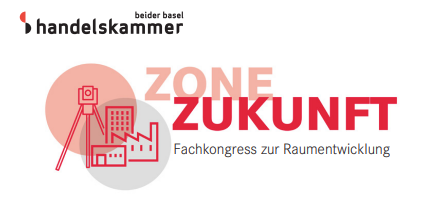 beider basel
handelskammer
ZONE
ZUKUNFT
Fachkongress zur Raumentwicklung